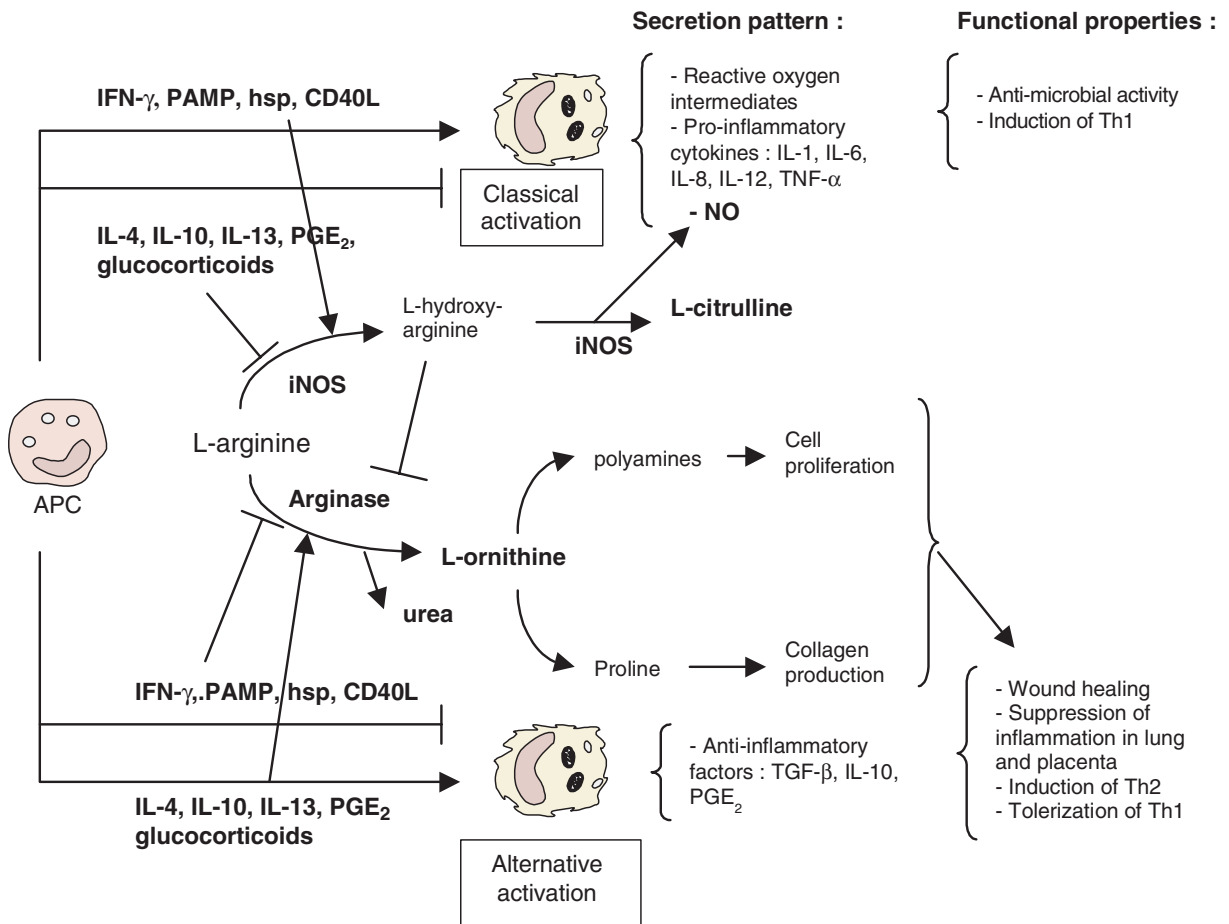 Secretion pattern :
Functional properties :
IFN-γ, PAMP, hsp, CD40L
- Reactive oxygen
intermediates
- Pro-inflammatory
cytokines : IL-1, IL-6,
IL-8, IL-12, TNF-α
- NO
- Anti-microbial activity
- Induction of Th1
Classical
activation
IL-4, IL-10, IL-13, PGE₂,
glucocorticoids
L-hydroxy-
arginine
L-citrulline
iNOS
iNOS
L-arginine
APC
Arginase
L-ornithine
urea
polyamines
Cell
proliferation
Proline
Collagen
production
IFN-γ,.PAMP, hsp, CD40L
IL-4, IL-10, IL-13, PGE₂
glucocorticoids
- Anti-inflammatory
factors : TGF-β, IL-10,
PGE₂
- Wound healing
- Suppression of
inflammation in lung
and placenta
- Induction of Th2
- Tolerization of Th1
Alternative
activation